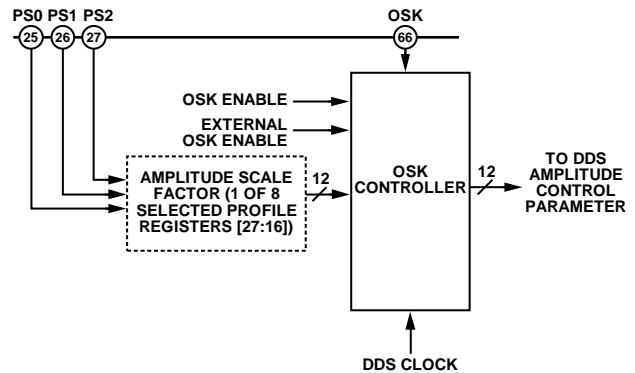 PS0 PS1 PS2
OSK
25 26 27
66
OSK ENABLE
EXTERNAL
OSK ENABLE
AMPLITUDE SCALE
FACTOR (1 OF 8
SELECTED PROFILE
REGISTERS [27:16])
12
OSK
CONTROLLER
12
TO DDS
AMPLITUDE
CONTROL
PARAMETER
DDS CLOCK